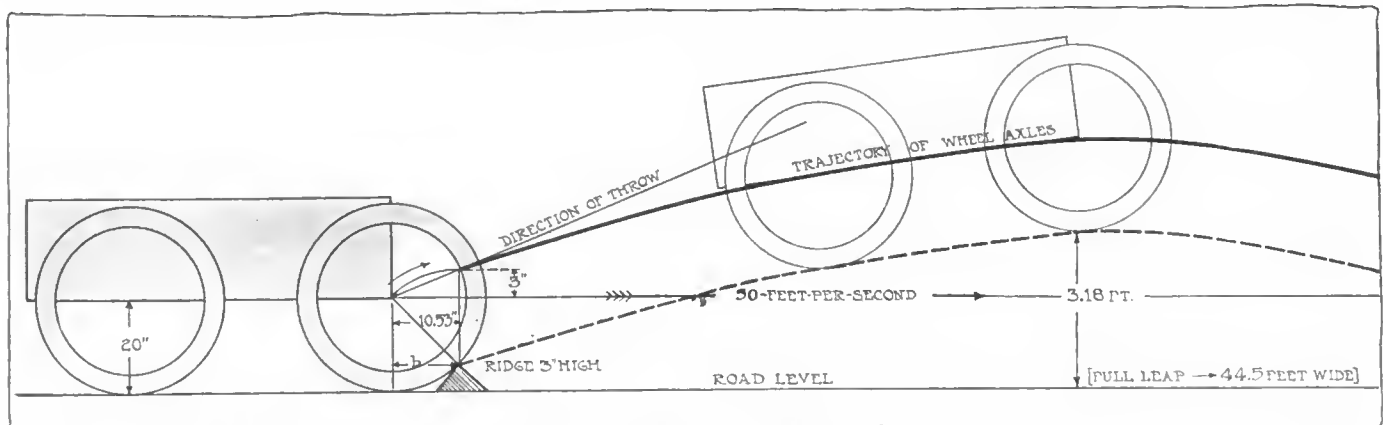 DIRECTION OF THROW
TRAJECTORY OF WHEEL AXLES
3"
50-FEET-PER-SECOND
3.18 FT.
10.53"
20"
b
RIDGE 3" HIGH
ROAD LEVEL
[FULL LEAP → 44.5 FEET WIDE]